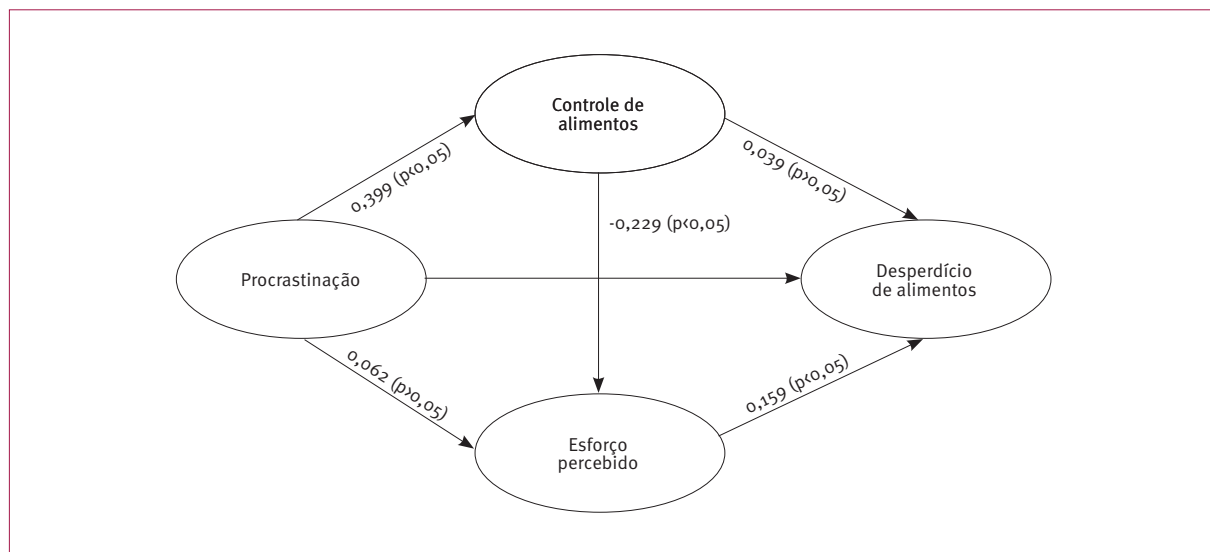 Controle de
alimentos
0,399 (p<0,05)
0,039 (p>0,05)
-0,229 (p<0,05)
Procrastinação
Desperdício
de alimentos
0,062 (p>0,05)
0,159 (p<0,05)
Esforço
percebido